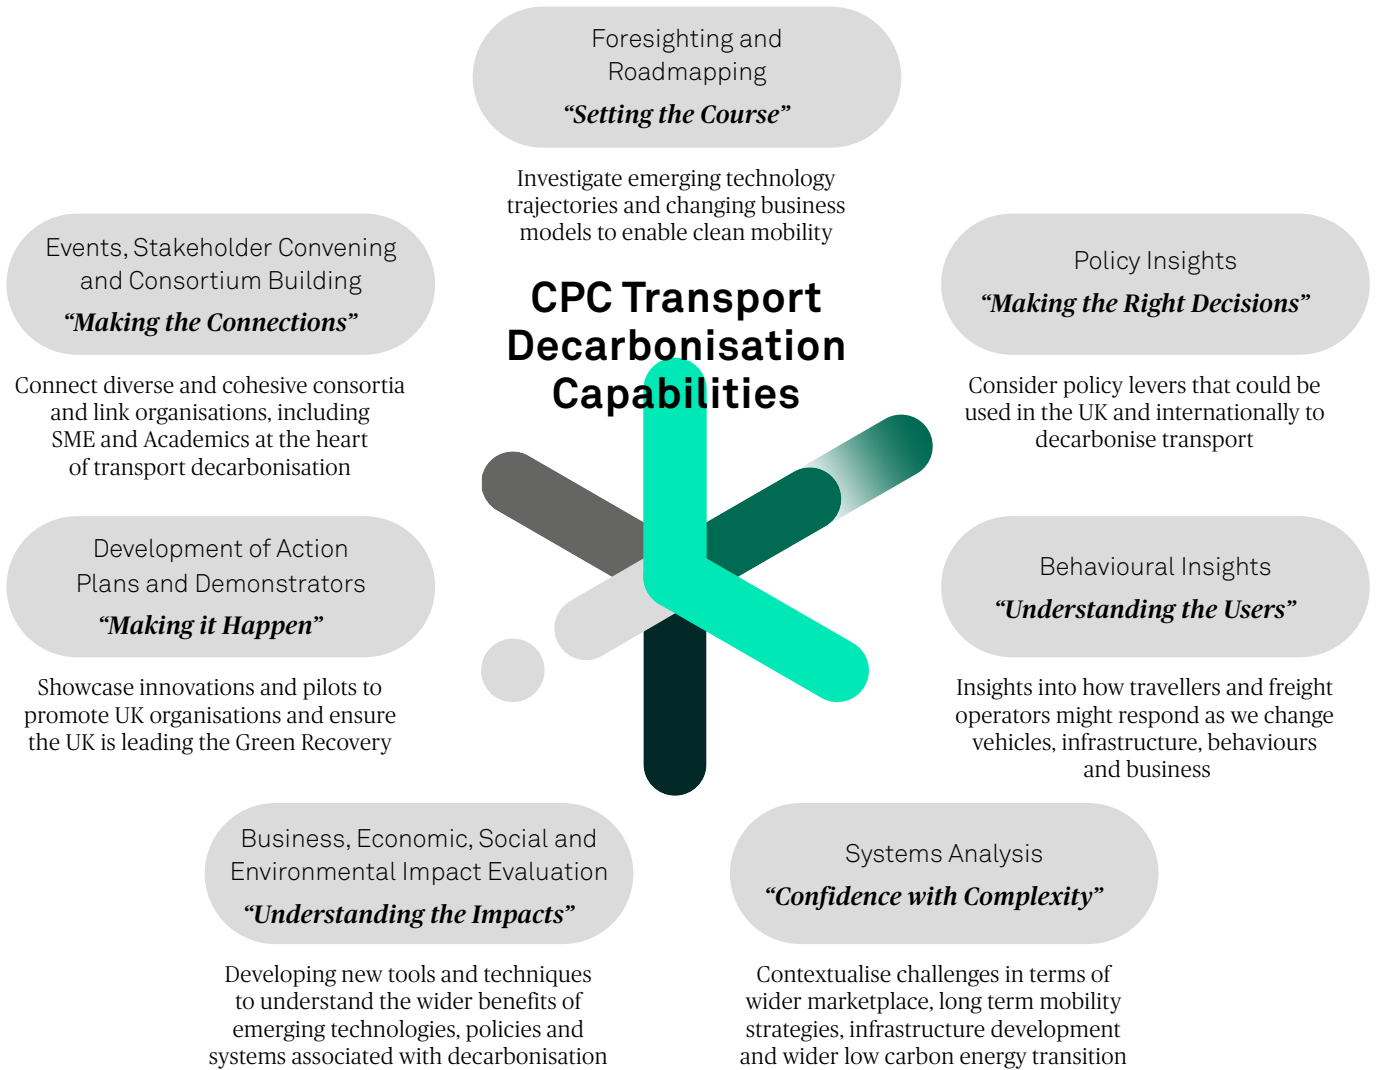 Foresighting and
Roadmapping
“Setting the Course”
Investigate emerging technology
trajectories and changing business
models to enable clean mobility
CPC Transport
Decarbonisation
Capabilities
Policy Insights
“Making the Right Decisions”
Consider policy levers that could be
used in the UK and internationally to
decarbonise transport
Behavioural Insights
“Understanding the Users”
Insights into how travellers and freight
operators might respond as we change
vehicles, infrastructure, behaviours
and business
Systems Analysis
“Confidence with Complexity”
Contextualise challenges in terms of
wider marketplace, long term mobility
strategies, infrastructure development
and wider low carbon energy transition
Business, Economic, Social and
Environmental Impact Evaluation
“Understanding the Impacts”
Developing new tools and techniques
to understand the wider benefits of
emerging technologies, policies and
systems associated with decarbonisation
Development of Action
Plans and Demonstrators
“Making it Happen”
Showcase innovations and pilots to
promote UK organisations and ensure
the UK is leading the Green Recovery
Events, Stakeholder Convening
and Consortium Building
“Making the Connections”
Connect diverse and cohesive consortia
and link organisations, including
SME and Academics at the heart
of transport decarbonisation